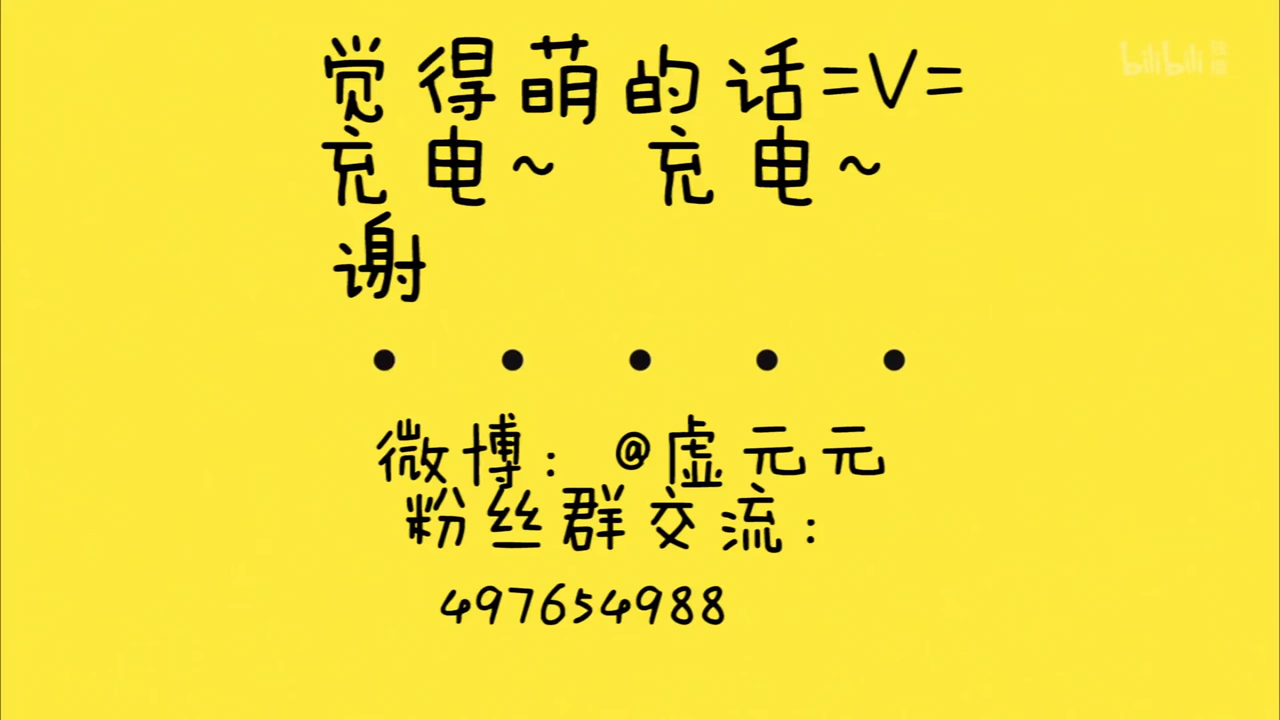 觉得萌的话=V=
bilibili
充电~ 充电~
谢
• • • • •
微博: @虚元元
粉丝群交流:
497654988